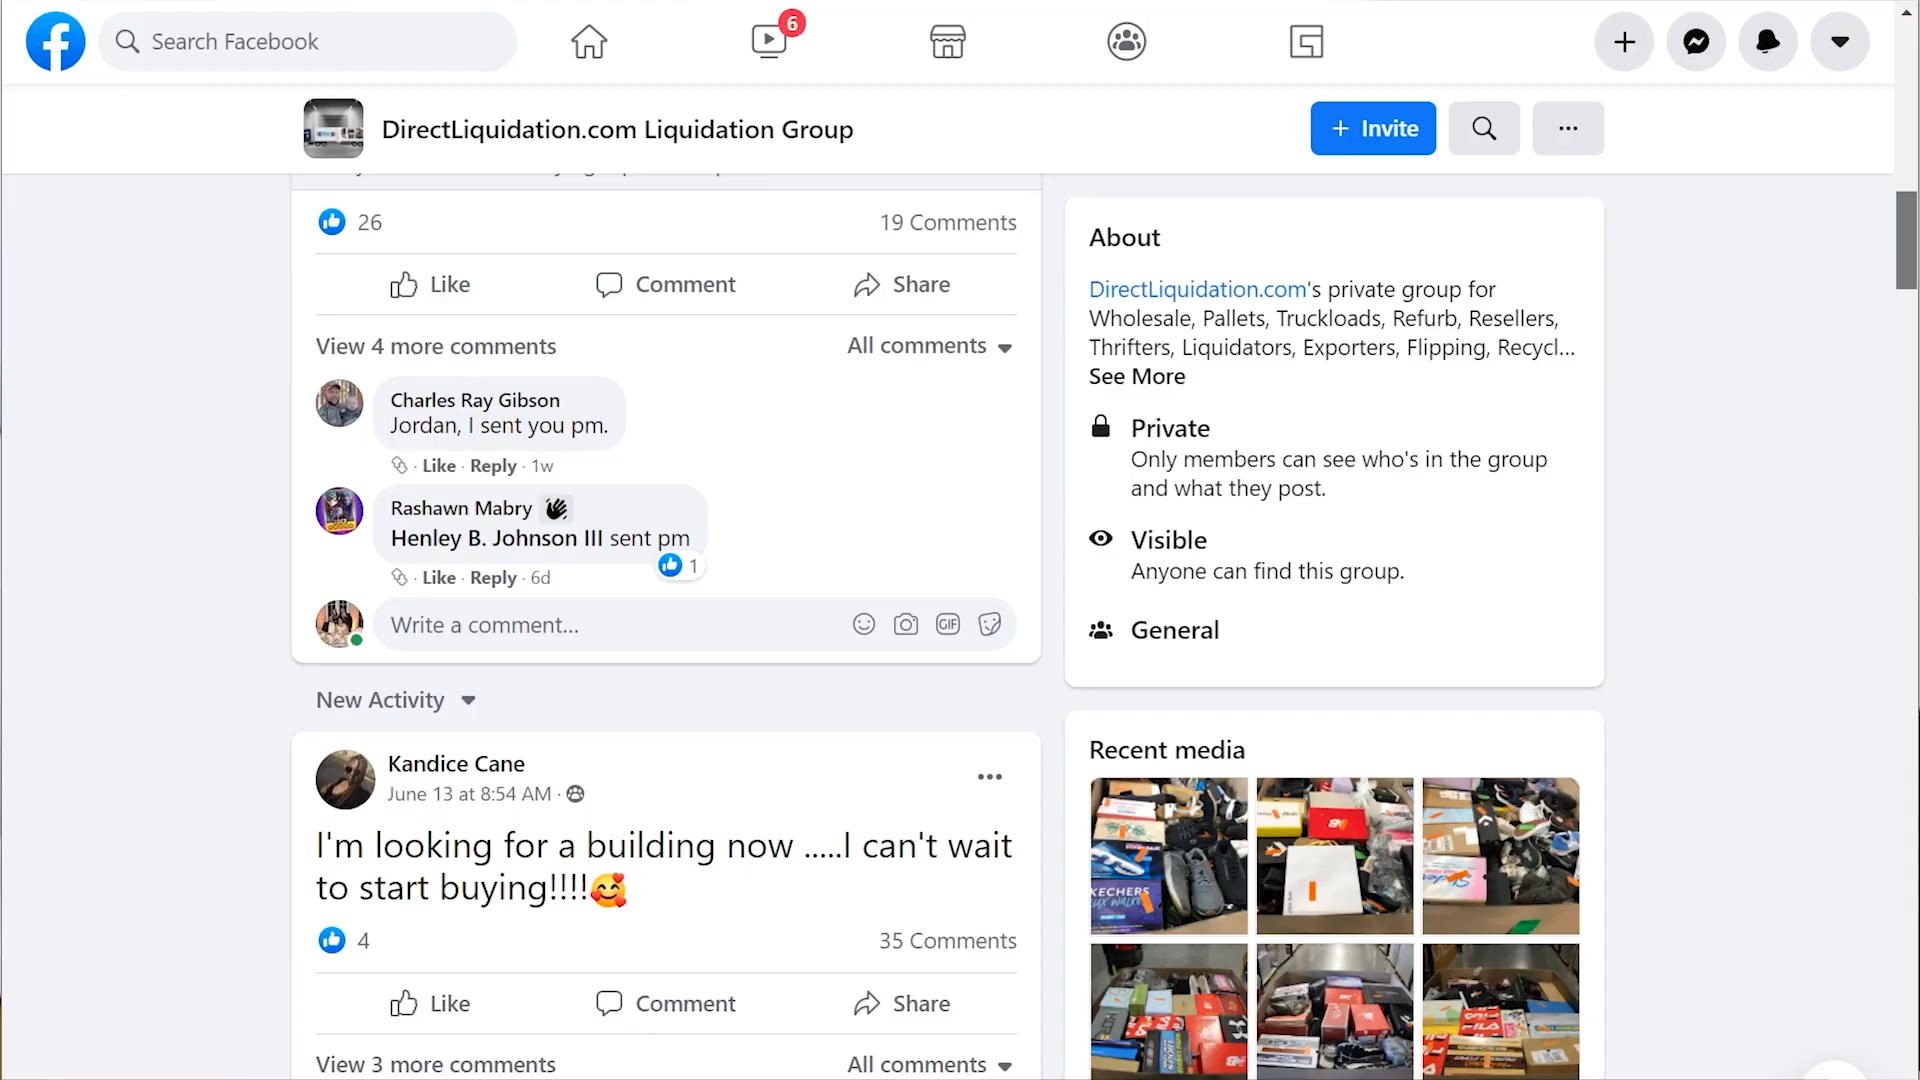 Search Facebook
6
DirectLiquidation.com Liquidation Group
+ Invite
26
19 Comments
Like
Comment
Share
View 4 more comments
All comments
Charles Ray Gibson
Jordan, I sent you pm.
· Like · Reply · 1w
Rashawn Mabry
Henley B. Johnson III sent pm
1
· Like · Reply · 6d
Write a comment...
GIF
New Activity
Kandice Cane
June 13 at 8:54 AM ·
I'm looking for a building now .....I can't wait
to start buying!!!!🥰
4
35 Comments
Like
Comment
Share
View 3 more comments
All comments
About
DirectLiquidation.com's private group for
Wholesale, Pallets, Truckloads, Refurb, Resellers,
Thrifters, Liquidators, Exporters, Flipping, Recycl...
See More
Private
Only members can see who's in the group
and what they post.
Visible
Anyone can find this group.
General
Recent media
SKECHERS
FILA